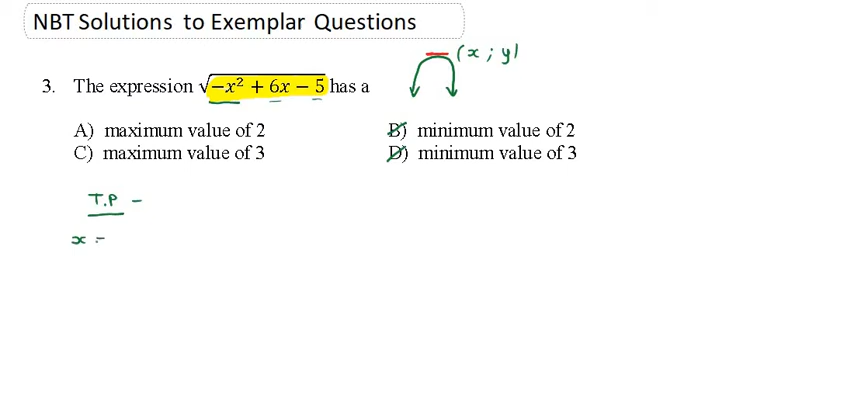 NBT Solutions to Exemplar Questions
(x ; y)
3. The expression √−x² + 6x − 5 has a
A) maximum value of 2
B) minimum value of 2
C) maximum value of 3
D) minimum value of 3
T.P -
x =